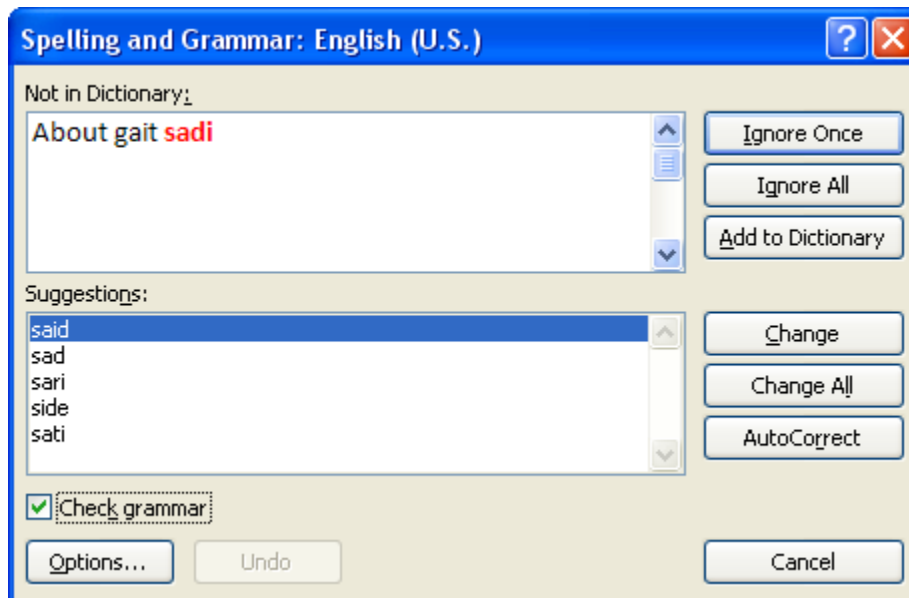 Spelling and Grammar: English (U.S.)
Not in Dictionary:
About gait sadi
Ignore Once
Ignore All
Add to Dictionary
Suggestions:
said
sad
sari
side
sati
Change
Change All
AutoCorrect
Check grammar
Options...
Undo
Cancel